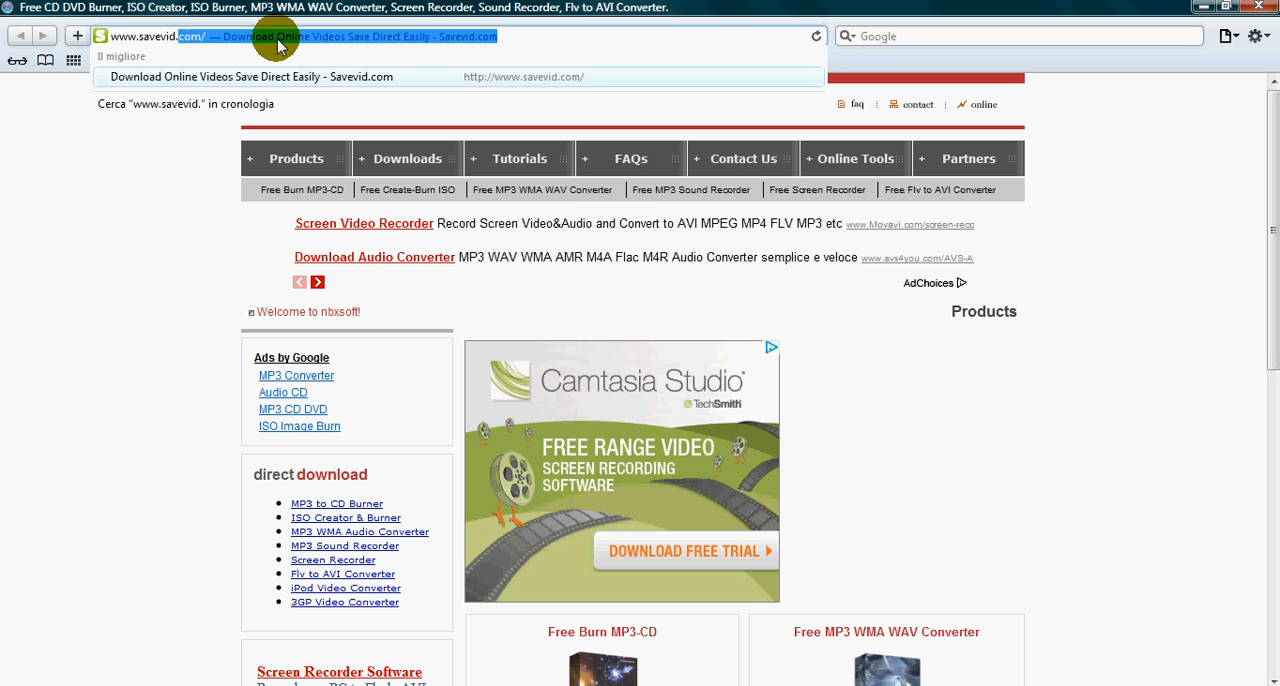 Free CD DVD Burner, ISO Creator, ISO Burner, MP3 WMA WAV Converter, Screen Recorder, Sound Recorder, Flv to AVI Converter.
www.savevid.com/ — Download Online Videos Save Direct Easily - Savevid.com
Google
Il migliore
Download Online Videos Save Direct Easily - Savevid.com http://www.savevid.com/
Cerca "www.savevid." in cronologia
faq contact online
+ Products + Downloads + Tutorials + FAQs + Contact Us + Online Tools + Partners
Free Burn MP3-CD Free Create-Burn ISO Free MP3 WMA WAV Converter Free MP3 Sound Recorder Free Screen Recorder Free Flv to AVI Converter
Screen Video Recorder Record Screen Video&Audio and Convert to AVI MPEG MP4 FLV MP3 etc www.Movavi.com/screen-reco
Download Audio Converter MP3 WAV WMA AMR M4A Flac M4R Audio Converter semplice e veloce www.avs4you.com/AVS-A
AdChoices
Welcome to nbxsoft!
Products
Ads by Google
MP3 Converter
Audio CD
MP3 CD DVD
ISO Image Burn
Camtasia Studio
TechSmith
FREE RANGE VIDEO
SCREEN RECORDING
SOFTWARE
DOWNLOAD FREE TRIAL
direct download
MP3 to CD Burner
ISO Creator & Burner
MP3 WMA Audio Converter
MP3 Sound Recorder
Screen Recorder
Flv to AVI Converter
iPod Video Converter
3GP Video Converter
Free Burn MP3-CD
Free MP3 WMA WAV Converter
Screen Recorder Software